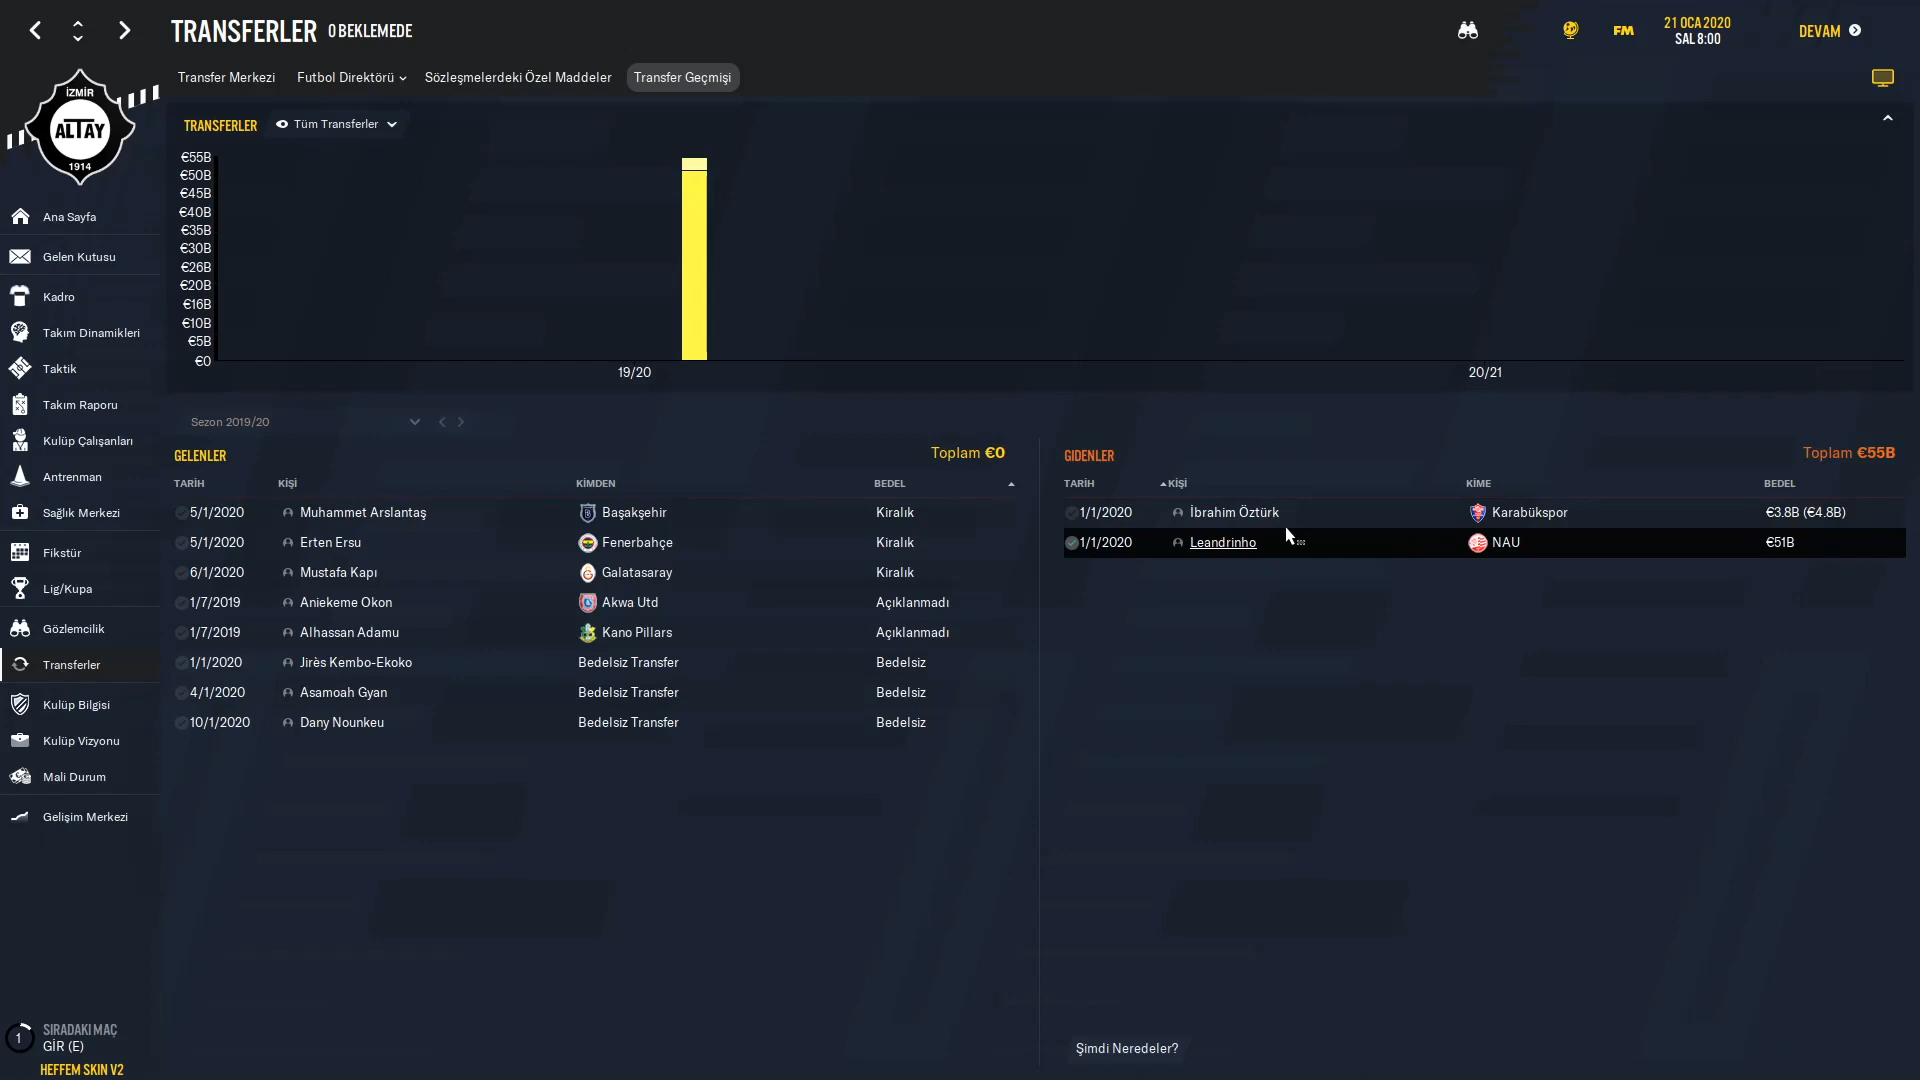 TRANSFERLER 0 BEKLEMEDE
21 OCA 2020
SAL 8:00
DEVAM
FM
Transfer Merkezi Futbol Direktörü Sözleşmelerdeki Özel Maddeler Transfer Geçmişi
İZMİR
ALTAY
1914
TRANSFERLER Tüm Transferler
€55B
€50B
€45B
€40B
€35B
€30B
€26B
€20B
€16B
€10B
€5B
€0
19/20 20/21
Ana Sayfa
Gelen Kutusu
Kadro
Takım Dinamikleri
Taktik
Takım Raporu
Kulüp Çalışanları
Antrenman
Sağlık Merkezi
Fikstür
Lig/Kupa
Gözlemcilik
Transferler
Kulüp Bilgisi
Kulüp Vizyonu
Mali Durum
Gelişim Merkezi
SIRADAKI MAÇ
1 GİR (E)
HEFFEM SKIN V2
Sezon 2019/20
GELENLER Toplam €0
TARİH KİŞİ KİMDEN BEDEL
5/1/2020 Muhammet Arslantaş Başakşehir Kiralık
5/1/2020 Erten Ersu Fenerbahçe Kiralık
6/1/2020 Mustafa Kapı Galatasaray Kiralık
1/7/2019 Aniekeme Okon Akwa Utd Açıklanmadı
1/7/2019 Alhassan Adamu Kano Pillars Açıklanmadı
1/1/2020 Jirès Kembo-Ekoko Bedelsiz Transfer Bedelsiz
4/1/2020 Asamoah Gyan Bedelsiz Transfer Bedelsiz
10/1/2020 Dany Nounkeu Bedelsiz Transfer Bedelsiz
GIDENLER Toplam €55B
TARİH KİŞİ KİME BEDEL
1/1/2020 İbrahim Öztürk Karabükspor €3.8B (€4.8B)
1/1/2020 Leandrinho NAU €51B
Şimdi Neredeler?